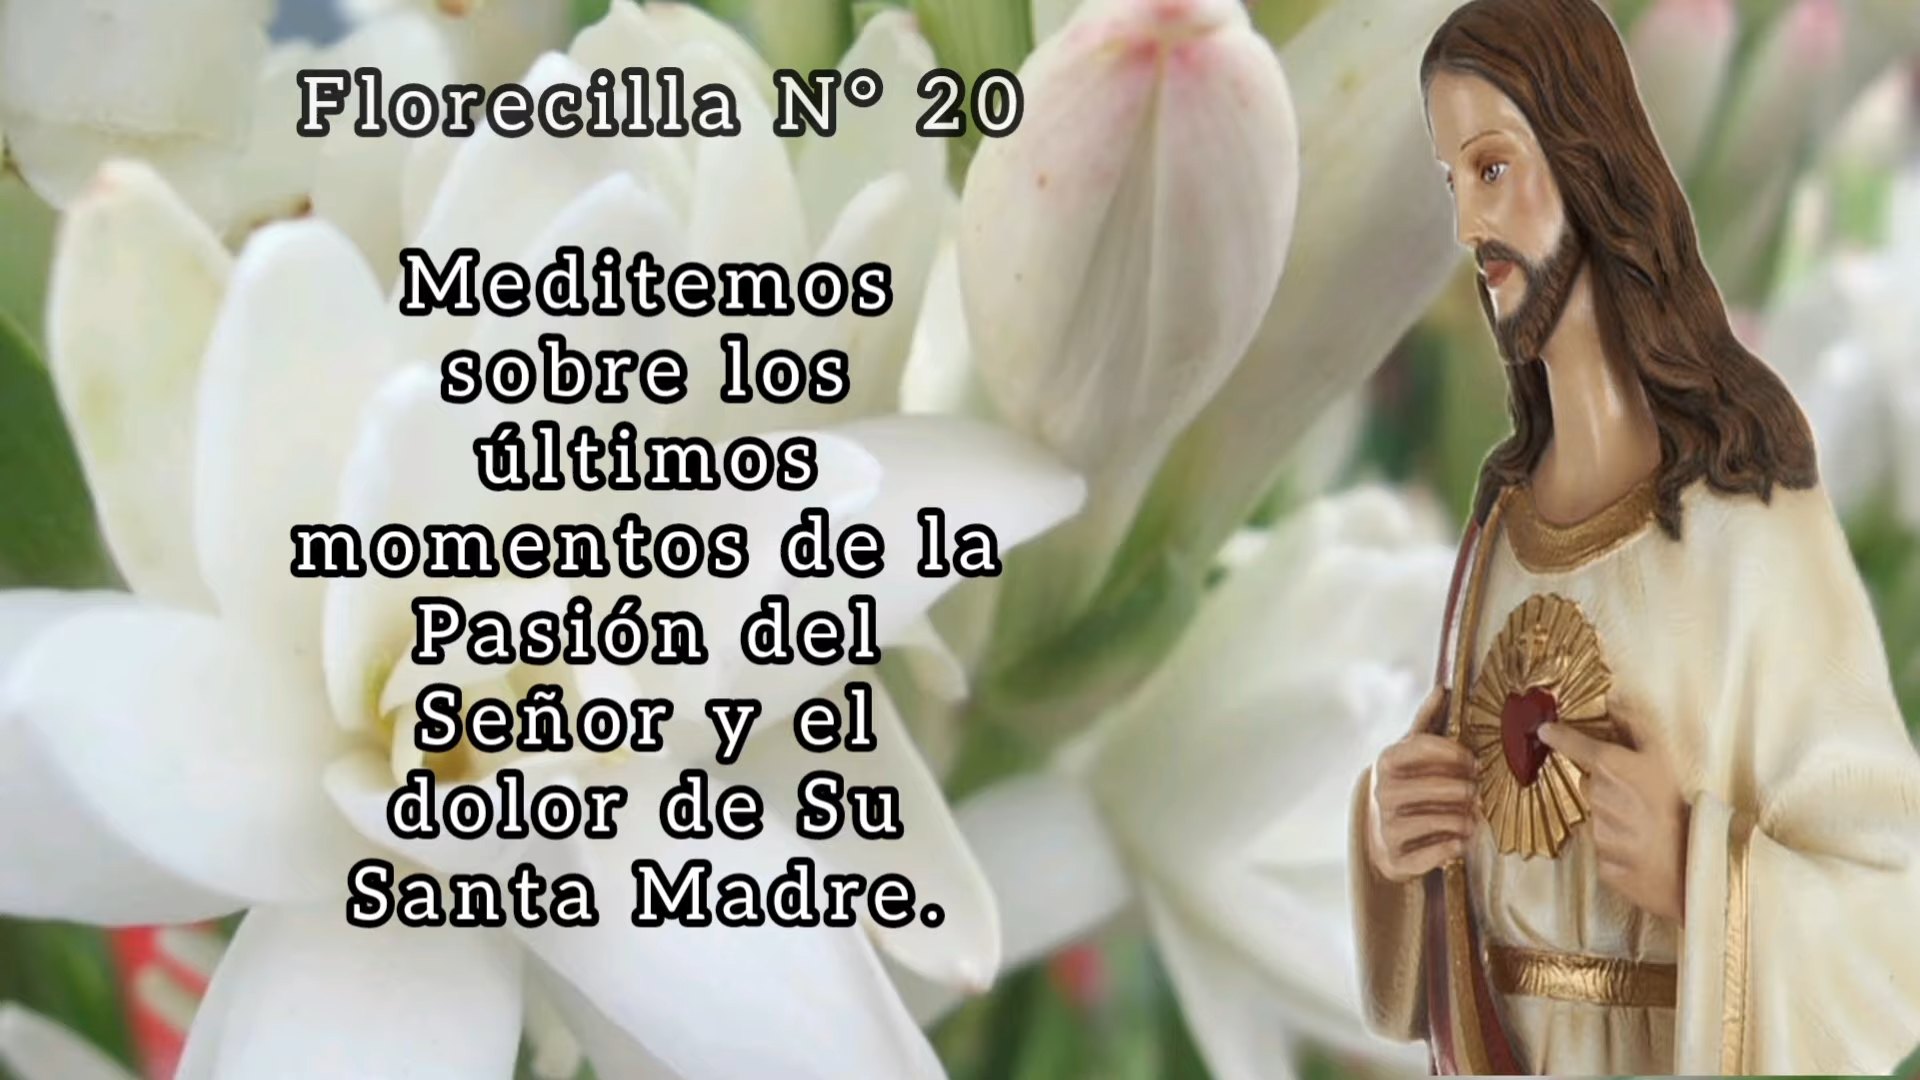 Florecilla N° 20
Meditemos
sobre los
últimos
momentos de la
Pasión del
Señor y el
dolor de Su
Santa Madre.